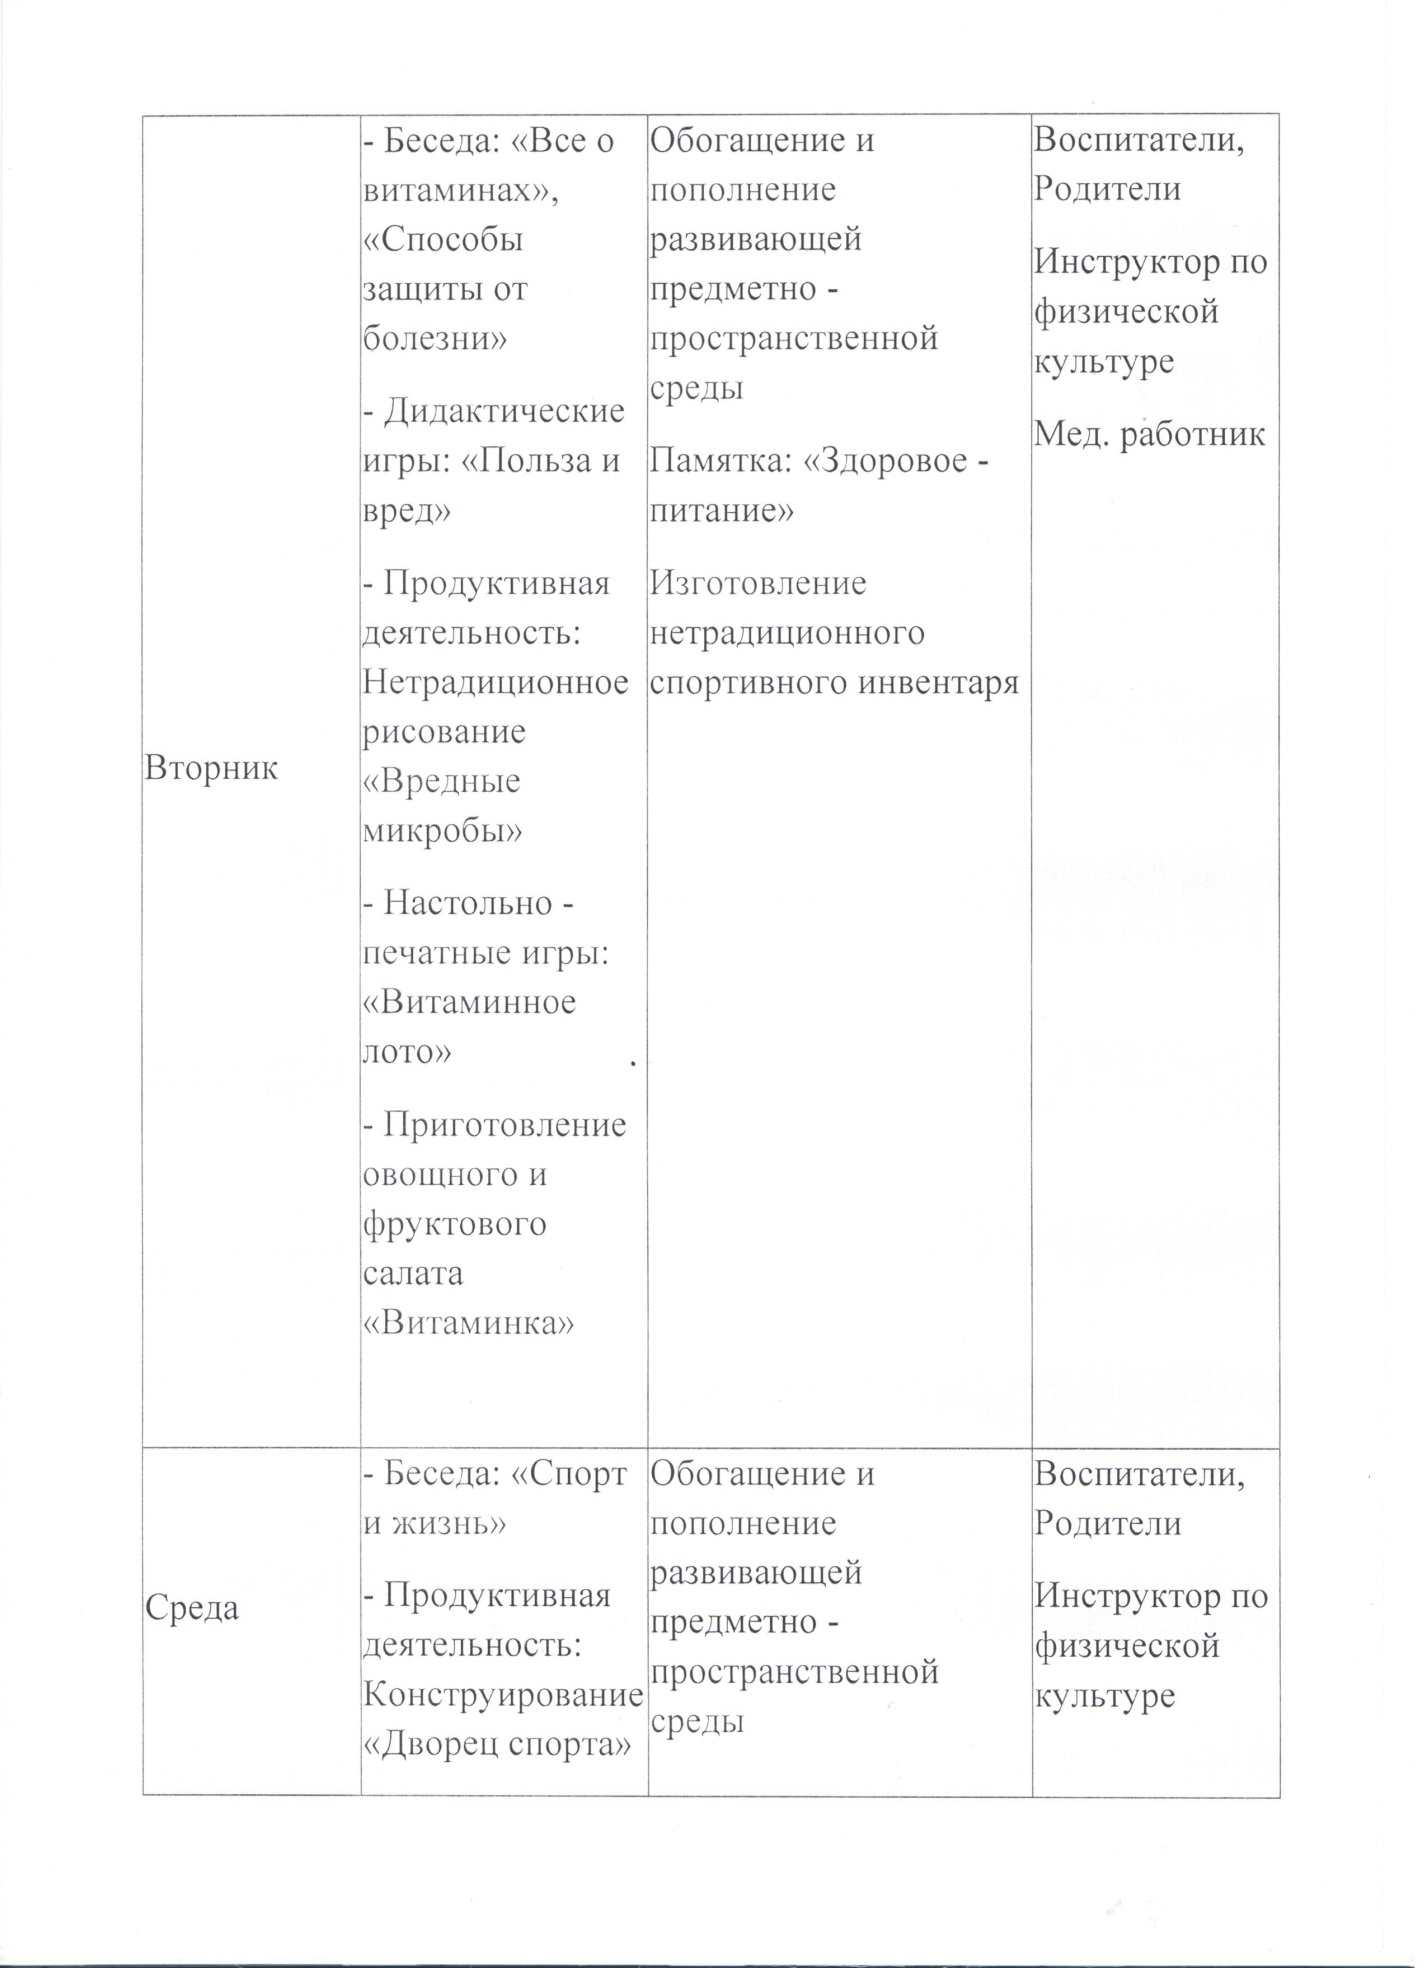 Вторник
- Беседа: «Все о
витаминах»,
«Способы
защиты от
болезни»
- Дидактические
игры: «Польза и
вред»
- Продуктивная
деятельность:
Нетрадиционное
рисование
«Вредные
микробы»
- Настольно -
печатные игры:
«Витаминное
лото»
- Приготовление
овощного и
фруктового
салата
«Витаминка»
Обогащение и
пополнение
развивающей
предметно -
пространственной
среды
Памятка: «Здоровое -
питание»
Изготовление
нетрадиционного
спортивного инвентаря
Воспитатели,
Родители
Инструктор по
физической
культуре
Мед. работник
Среда
- Беседа: «Спорт
и жизнь»
- Продуктивная
деятельность:
Конструирование
«Дворец спорта»
Обогащение и
пополнение
развивающей
предметно -
пространственной
среды
Воспитатели,
Родители
Инструктор по
физической
культуре